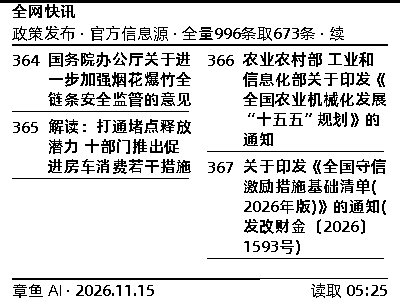 全网快讯
政策发布 · 官方信息源 · 全量996条取673条 · 续
364 国务院办公厅关于进
一步加强烟花爆竹全
链条安全监管的意见
365 解读：打通堵点释放
潜力 十部门推出促
进房车消费若干措施
366 农业农村部 工业和
信息化部关于印发《
全国农业机械化发展
“十五五”规划》的
通知
367 关于印发《全国守信
激励措施基础清单(
2026年版)》的通知(
发改财金〔2026〕
1593号)
章鱼 AI · 2026.11.15
读取 05:25